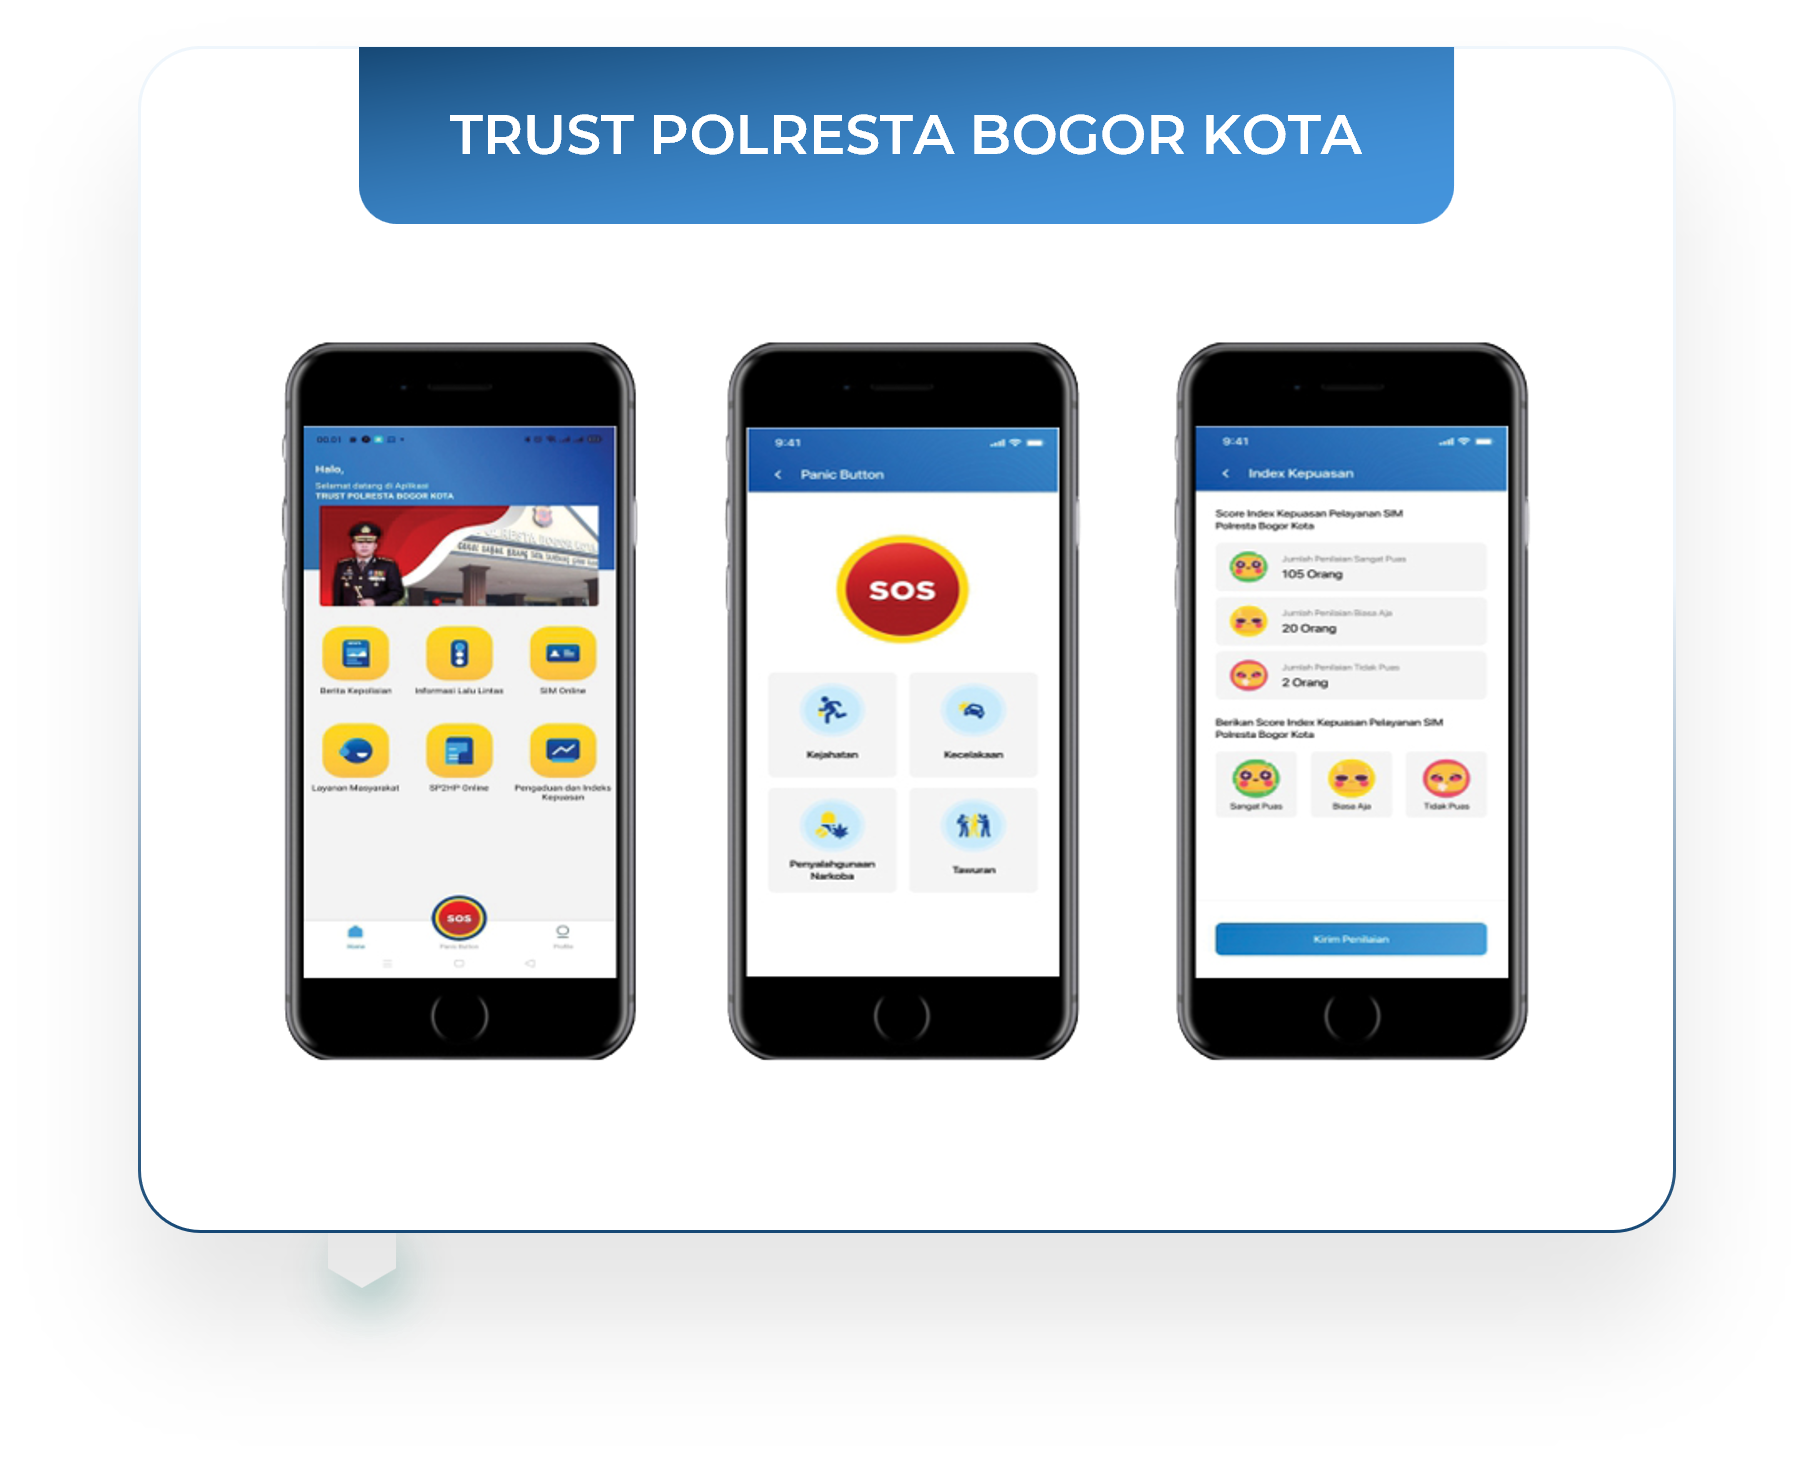 TRUST POLRESTA BOGOR KOTA
00.01
Halo,
Selamat datang di Aplikasi
TRUST POLRESTA BOGOR KOTA
POLRESTA BOGOR KOTA
Berita Kepolisian
Informasi Lalu Lintas
SIM Online
Layanan Masyarakat
SP2HP Online
Pengaduan dan Indeks
Kepuasan
SOS
Home
Panic Button
Profile
9:41
Panic Button
SOS
Kejahatan
Kecelakaan
Penyalahgunaan
Narkoba
Tawuran
9:41
Index Kepuasan
Score Index Kepuasan Pelayanan SIM
Polresta Bogor Kota
Jumlah Penilaian Sangat Puas
105 Orang
Jumlah Penilaian Biasa Aja
20 Orang
Jumlah Penilaian Tidak Puas
2 Orang
Berikan Score Index Kepuasan Pelayanan SIM
Polresta Bogor Kota
Sangat Puas
Biasa Aja
Tidak Puas
Kirim Penilaian